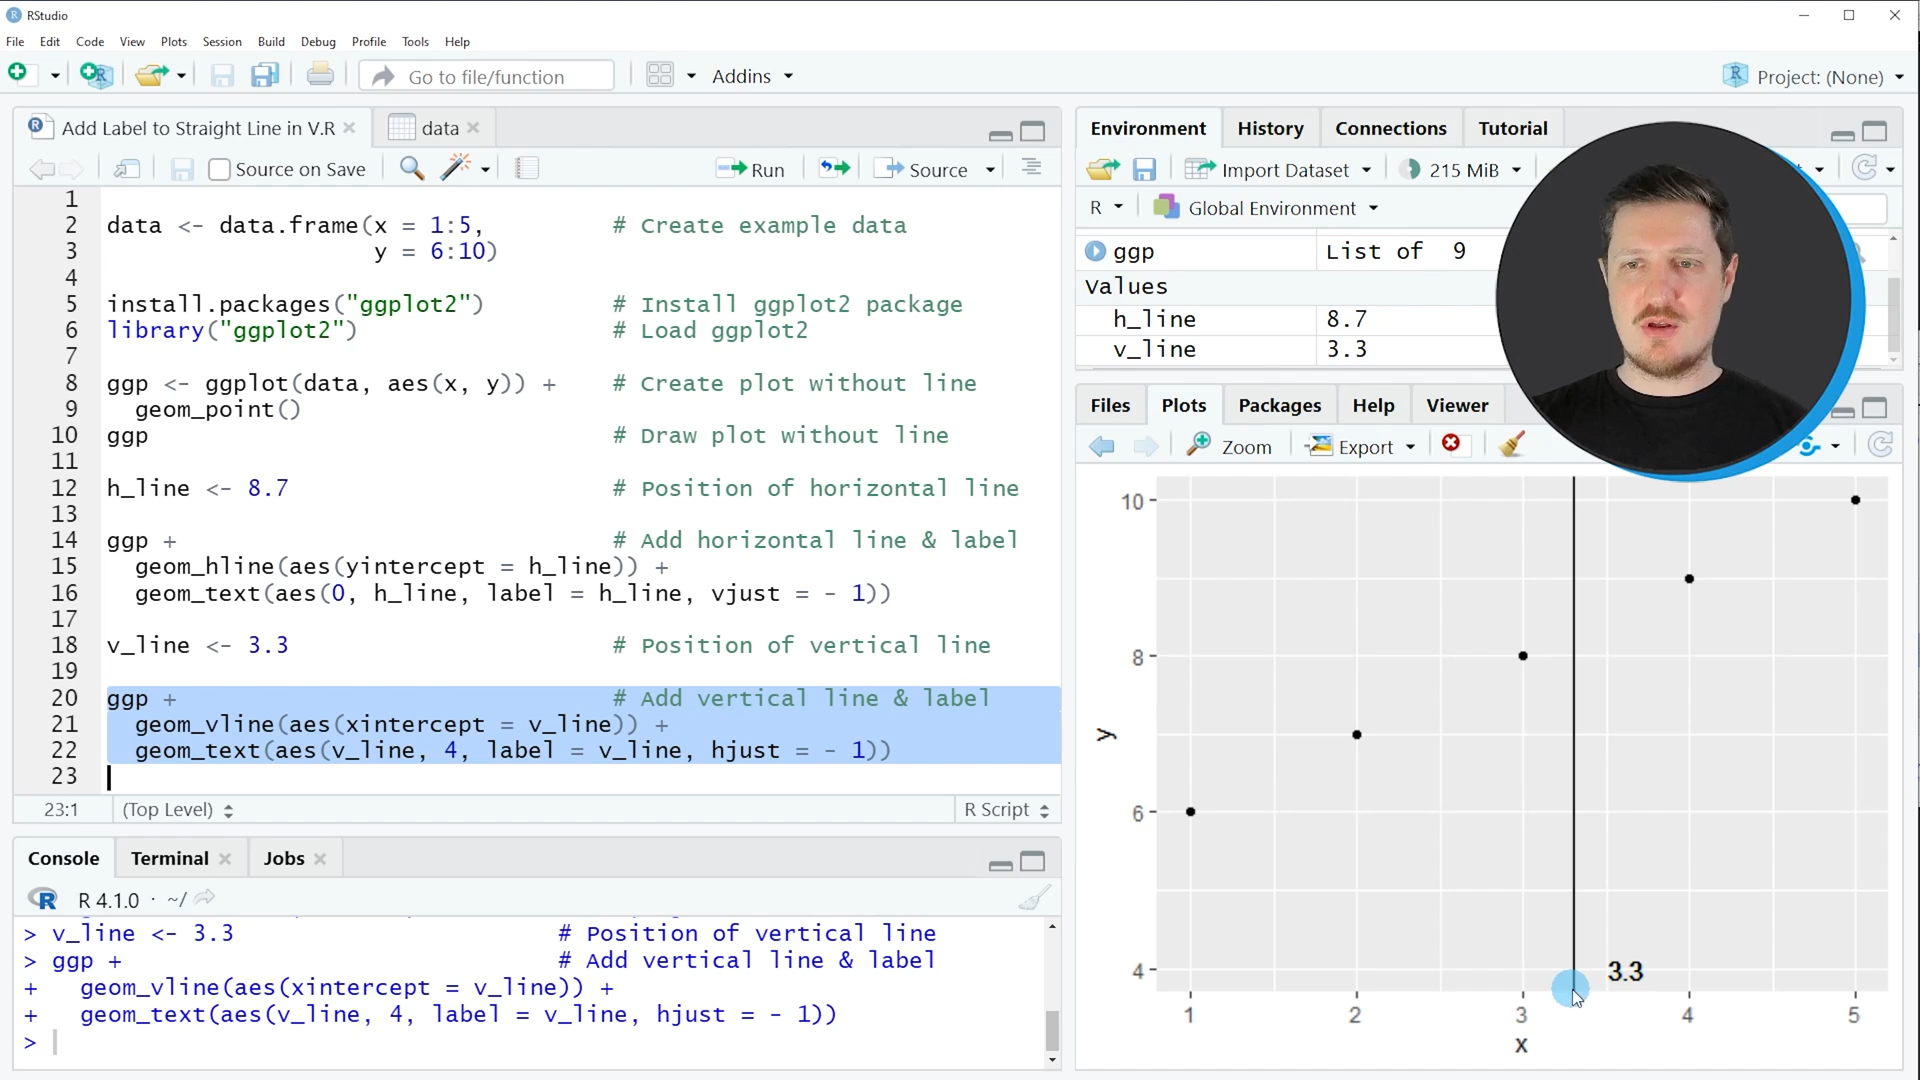 RStudio
File Edit Code View Plots Session Build Debug Profile Tools Help
Go to file/function Addins Project: (None)
Add Label to Straight Line in V.R data
Source on Save Run Source
1
2 data <- data.frame(x = 1:5, # Create example data
3 y = 6:10)
4
5 install.packages("ggplot2") # Install ggplot2 package
6 library("ggplot2") # Load ggplot2
7
8 ggp <- ggplot(data, aes(x, y)) + # Create plot without line
9 geom_point()
10 ggp # Draw plot without line
11
12 h_line <- 8.7 # Position of horizontal line
13
14 ggp + # Add horizontal line & label
15 geom_hline(aes(yintercept = h_line)) +
16 geom_text(aes(0, h_line, label = h_line, vjust = - 1))
17
18 v_line <- 3.3 # Position of vertical line
19
20 ggp + # Add vertical line & label
21 geom_vline(aes(xintercept = v_line)) +
22 geom_text(aes(v_line, 4, label = v_line, hjust = - 1))
23
23:1 (Top Level) R Script
Console Terminal Jobs
R 4.1.0 · ~/
> v_line <- 3.3 # Position of vertical line
> ggp + # Add vertical line & label
+ geom_vline(aes(xintercept = v_line)) +
+ geom_text(aes(v_line, 4, label = v_line, hjust = - 1))
>
Environment History Connections Tutorial
Import Dataset 215 MiB
R Global Environment
ggp List of 9
Values
h_line 8.7
v_line 3.3
Files Plots Packages Help Viewer
Zoom Export
10
8
y
6
4
3.3
1 2 3 4 5
x